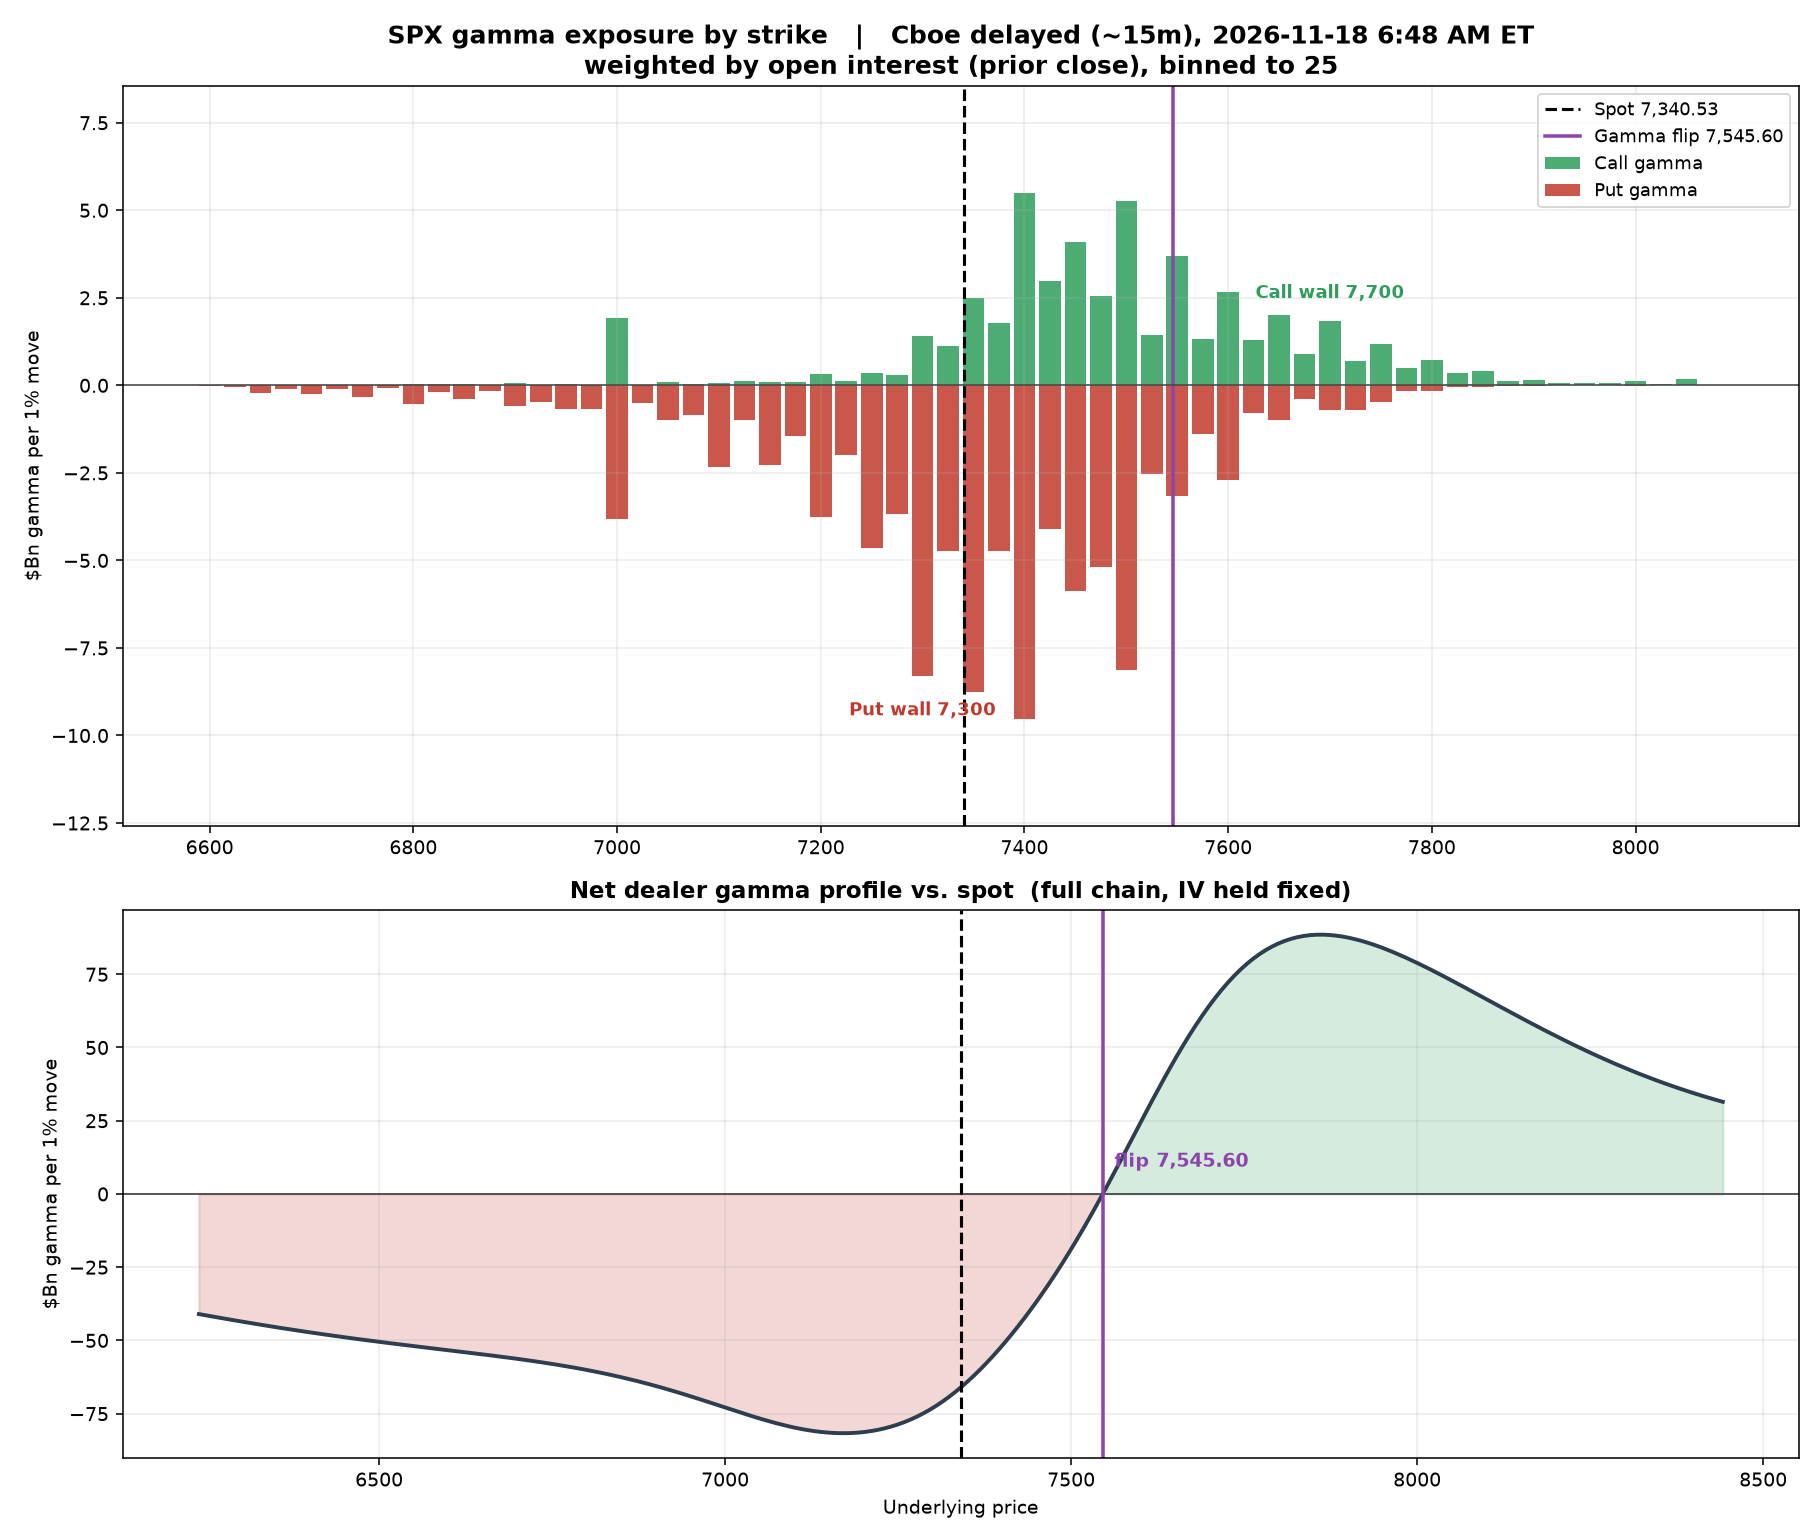 SPX gamma exposure by strike | Cboe delayed (~15m), 2026-11-18 6:48 AM ET
weighted by open interest (prior close), binned to 25
Spot 7,340.53
Gamma flip 7,545.60
Call gamma
Put gamma
$Bn gamma per 1% move
7.5
5.0
2.5
0.0
−2.5
−5.0
−7.5
−10.0
−12.5
Call wall 7,700
Put wall 7,300
6600 6800 7000 7200 7400 7600 7800 8000
Net dealer gamma profile vs. spot (full chain, IV held fixed)
$Bn gamma per 1% move
75
50
25
0
−25
−50
−75
flip 7,545.60
6500 7000 7500 8000 8500
Underlying price